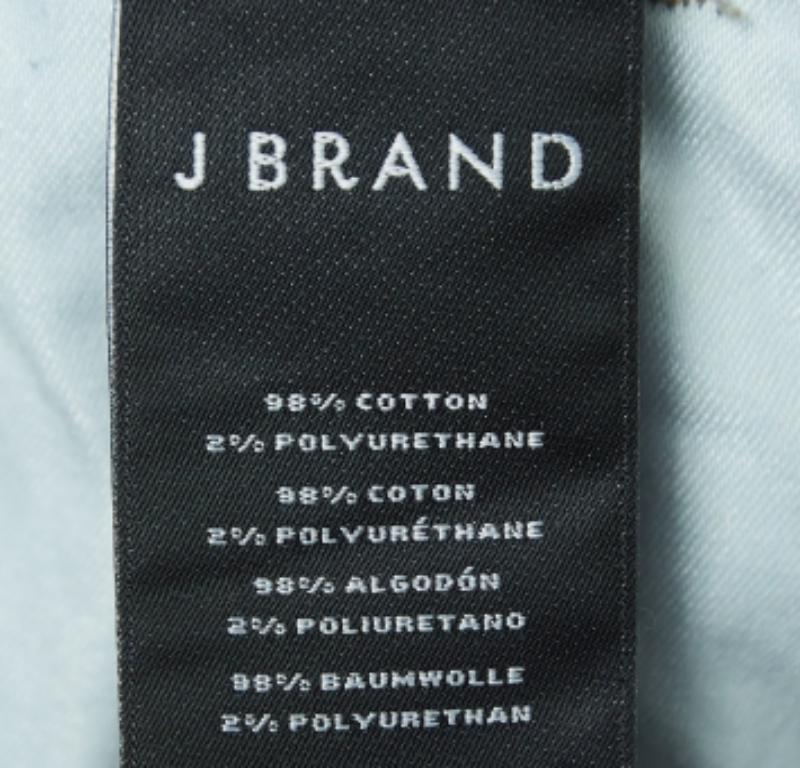 J BRAND
98% COTTON
2% POLYURETHANE
98% COTON
2% POLYURÉTHANE
98% ALGODÓN
2% POLIURETANO
98% BAUMWOLLE
2% POLYURETHAN